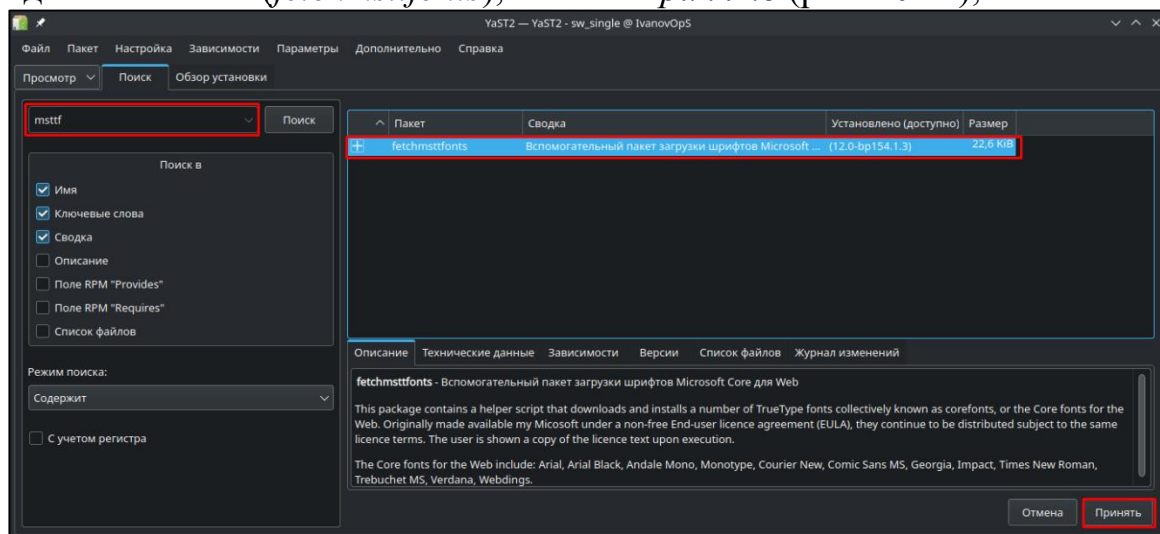 (fetchmsttfonts),
YaST2 — YaST2 - sw_single @ IvanovOpS
Файл Пакет Настройка Зависимости Параметры Дополнительно Справка
Просмотр Поиск Обзор установки
msttf Поиск
Поиск в
Имя
Ключевые слова
Сводка
Описание
Поле RPM "Provides"
Поле RPM "Requires"
Список файлов
Режим поиска:
Содержит
С учетом регистра
Пакет Сводка Установлено (доступно) Размер
fetchmsttfonts Вспомогательный пакет загрузки шрифтов Microsoft ... (12.0-bp154.1.3) 22,6 KiB
Описание Технические данные Зависимости Версии Список файлов Журнал изменений
fetchmsttfonts - Вспомогательный пакет загрузки шрифтов Microsoft Core для Web
This package contains a helper script that downloads and installs a number of TrueType fonts collectively known as corefonts, or the Core fonts for the
Web. Originally made available my Micosoft under a non-free End-user licence agreement (EULA), they continue to be distributed subject to the same
licence terms. The user is shown a copy of the licence text upon execution.
The Core fonts for the Web include: Arial, Arial Black, Andale Mono, Monotype, Courier New, Comic Sans MS, Georgia, Impact, Times New Roman,
Trebuchet MS, Verdana, Webdings.
Отмена Принять